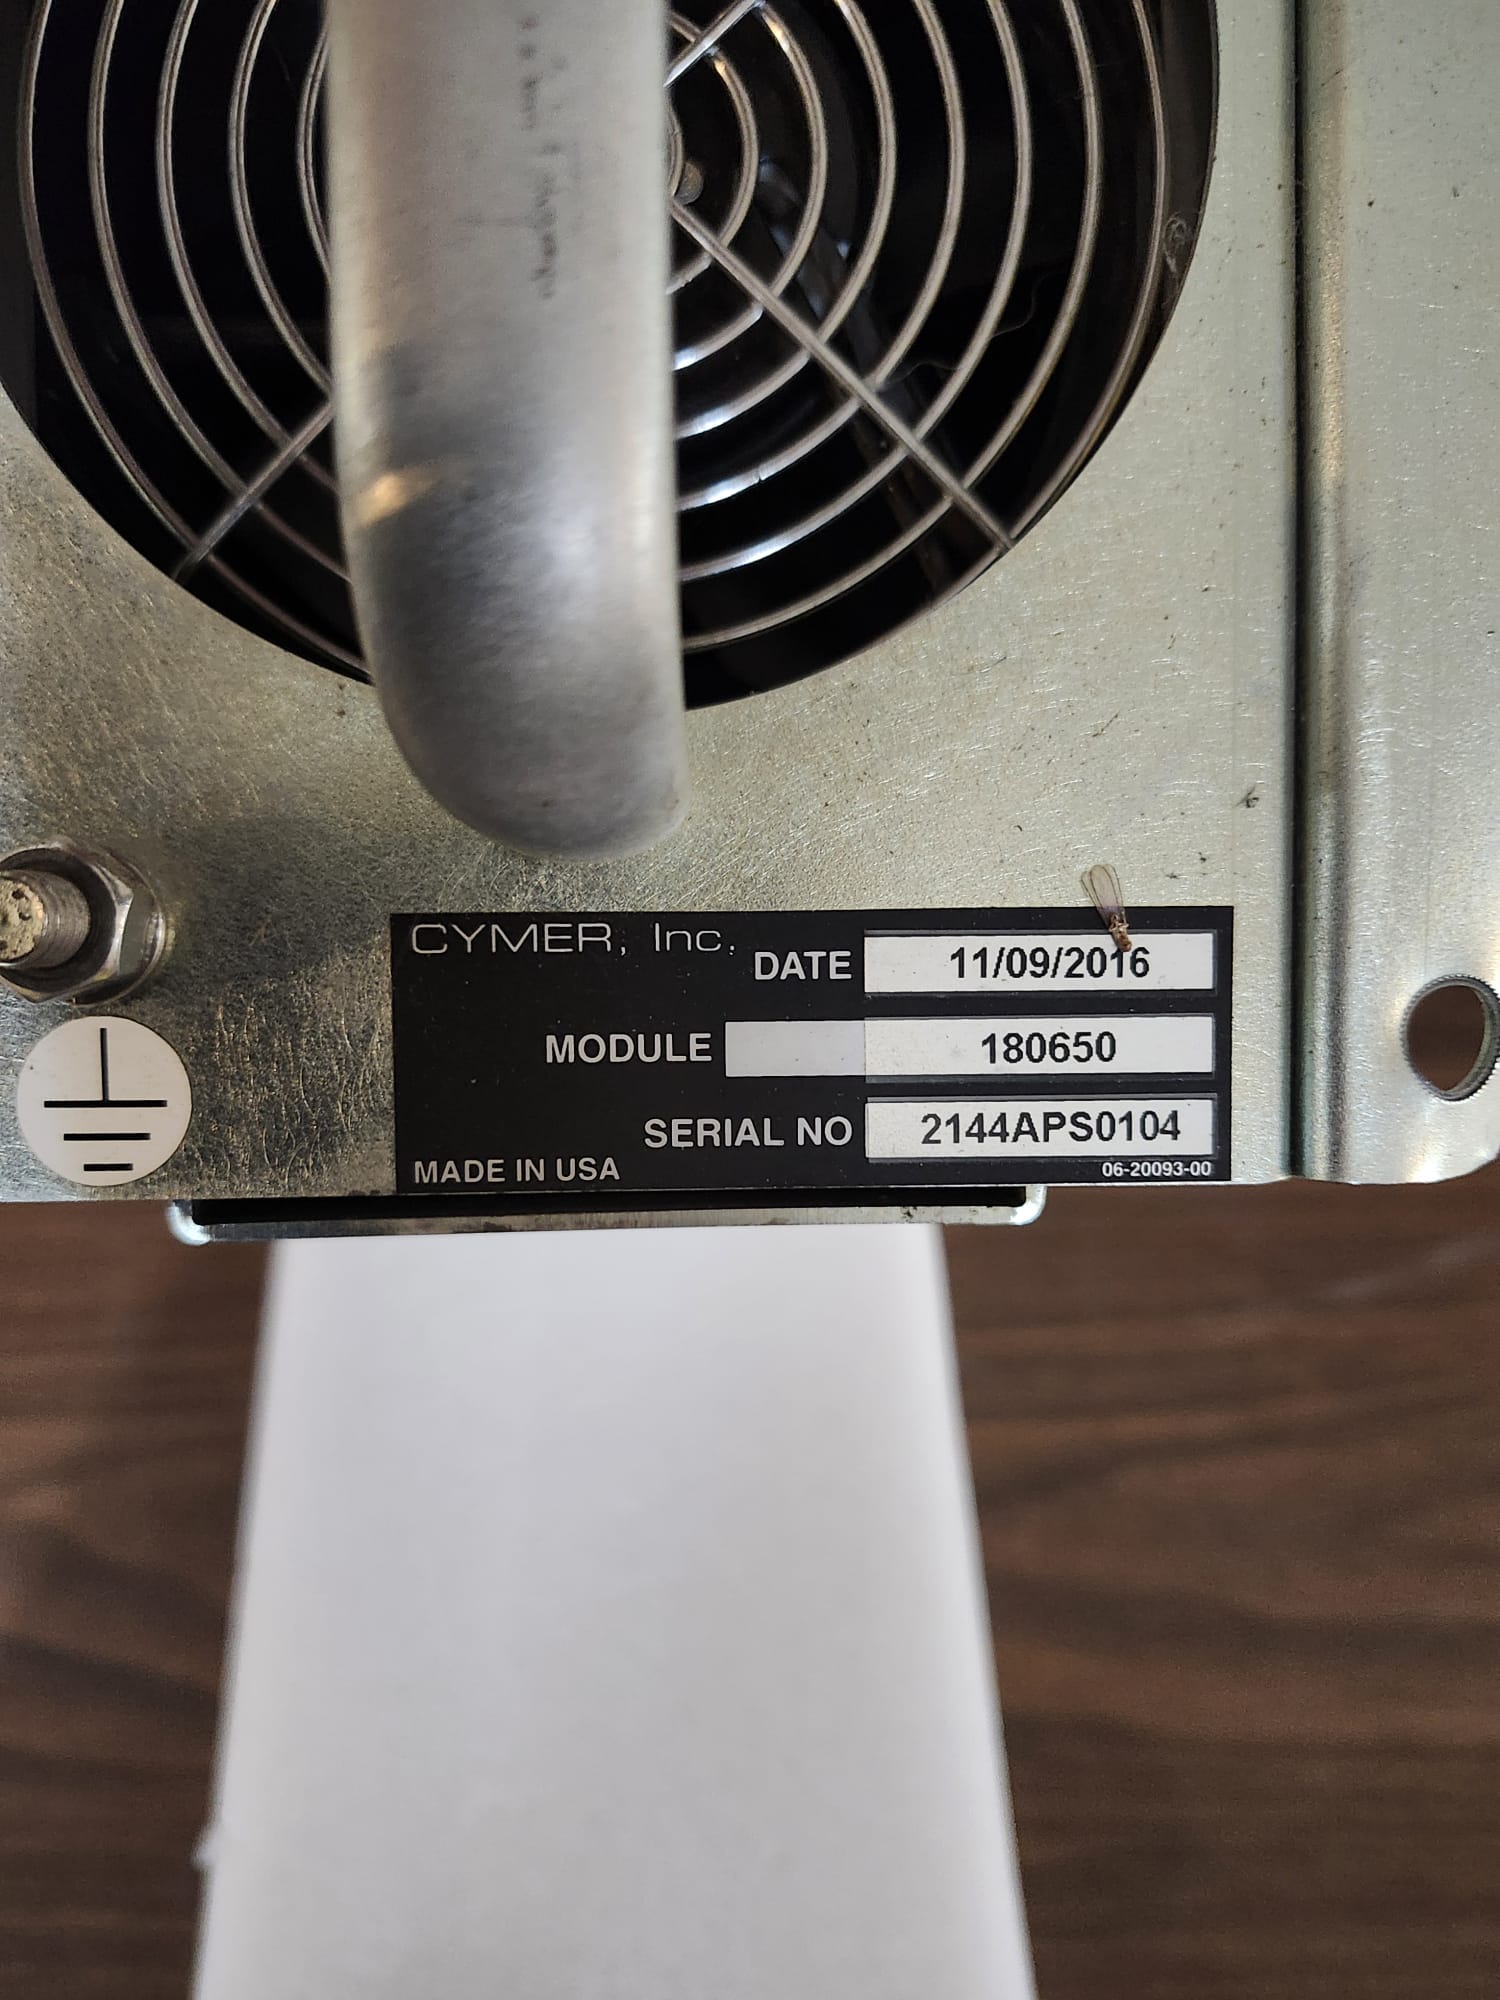 CYMER, Inc.
DATE 11/09/2016
MODULE 180650
SERIAL NO 2144APS0104
MADE IN USA
06-20093-00